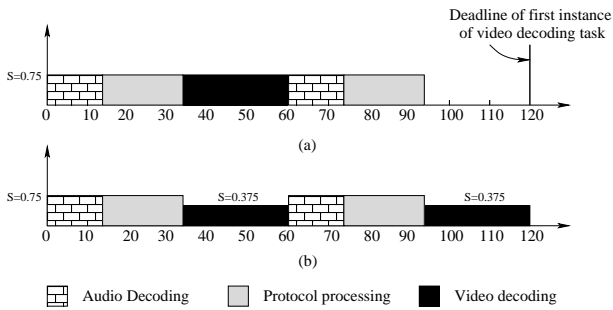 Deadline of first instance
of video decoding task
S=0.75
0 10 20 30 40 50 60 70 80 90 100 110 120
(a)
S=0.75
S=0.375
S=0.375
0 10 20 30 40 50 60 70 80 90 100 110 120
(b)
Audio Decoding
Protocol processing
Video decoding